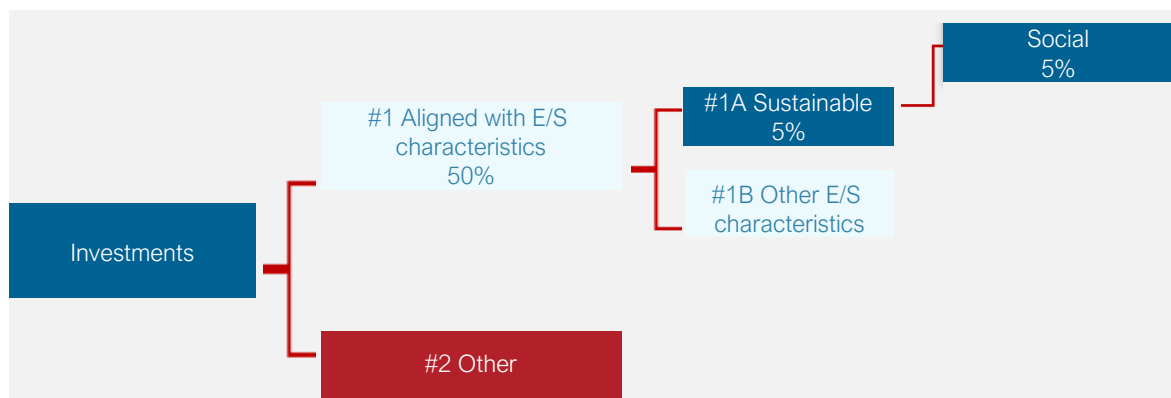 Social
5%
#1A Sustainable
5%
#1 Aligned with E/S
characteristics
50%
#1B Other E/S
characteristics
Investments
#2 Other